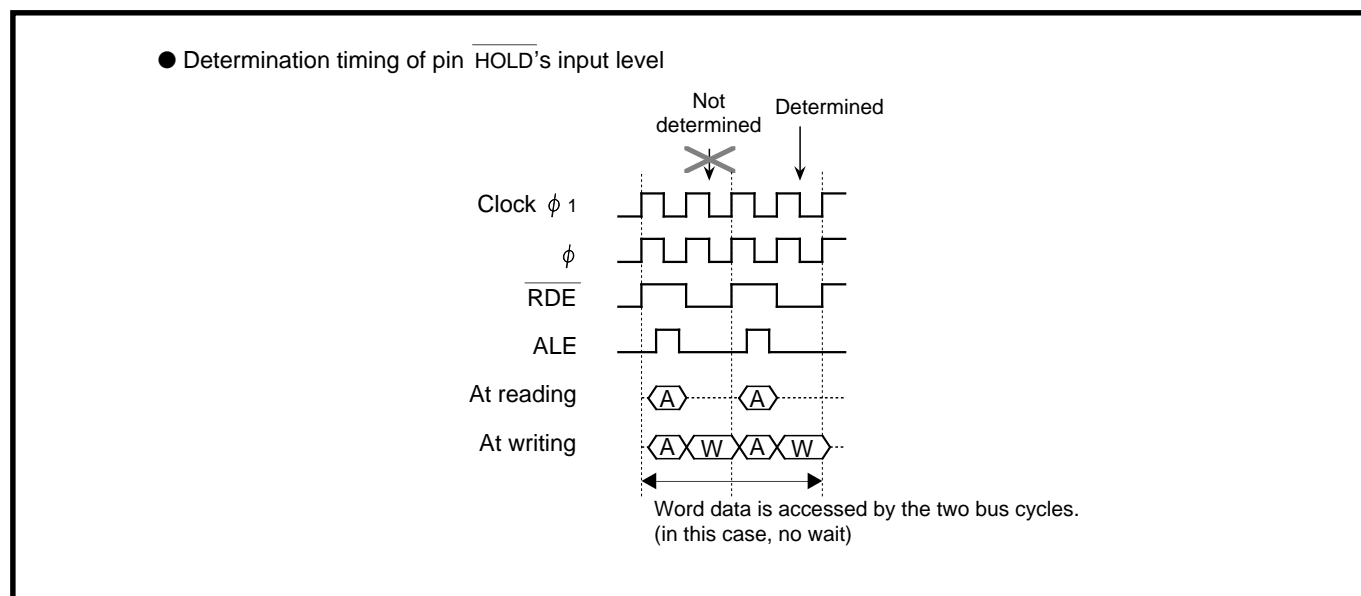 ● Determination timing of pin HOLD's input level
Not
determined
Determined
Clock ϕ 1
ϕ
RDE
ALE
At reading
A A
At writing
A W A W
Word data is accessed by the two bus cycles.
(in this case, no wait)